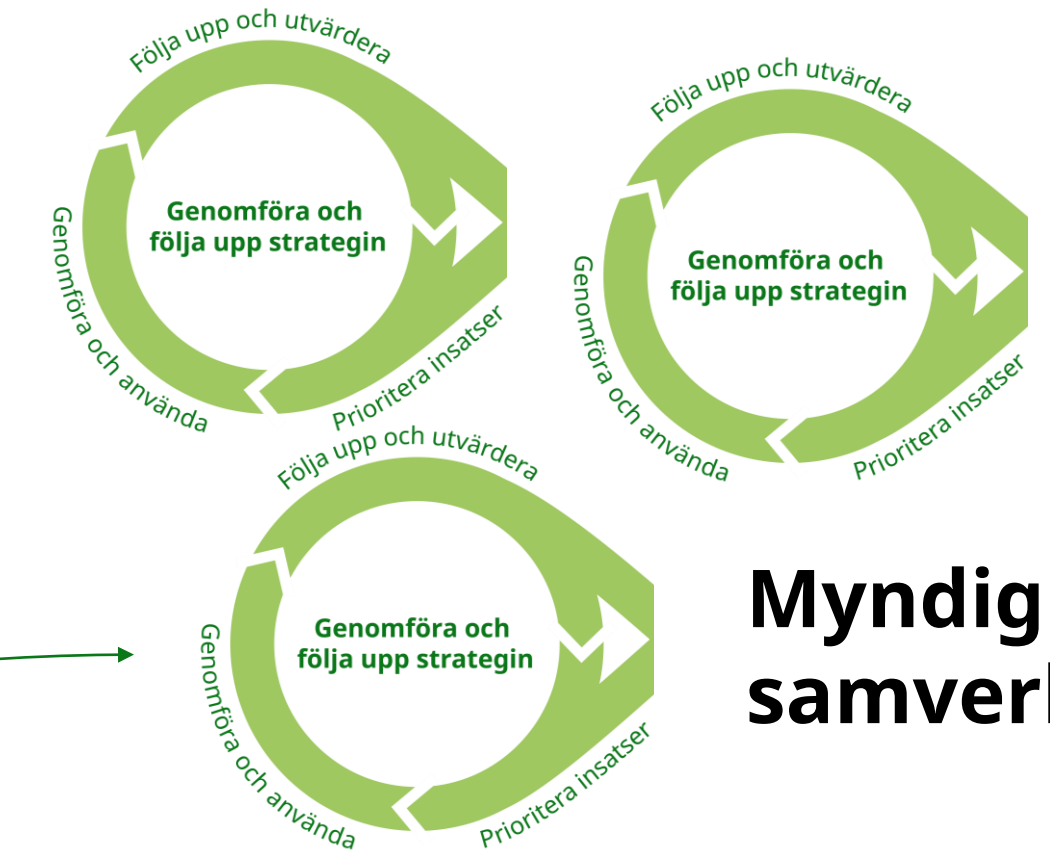 Följa upp och utvärdera
Genomföra och
följa upp strategin
Genomföra och använda
Prioritera insatser
Följa upp och utvärdera
Genomföra och
följa upp strategin
Genomföra och använda
Prioritera insatser
Följa upp och utvärdera
Genomföra och
följa upp strategin
Genomföra och använda
Prioritera insatser
Myndig
samver